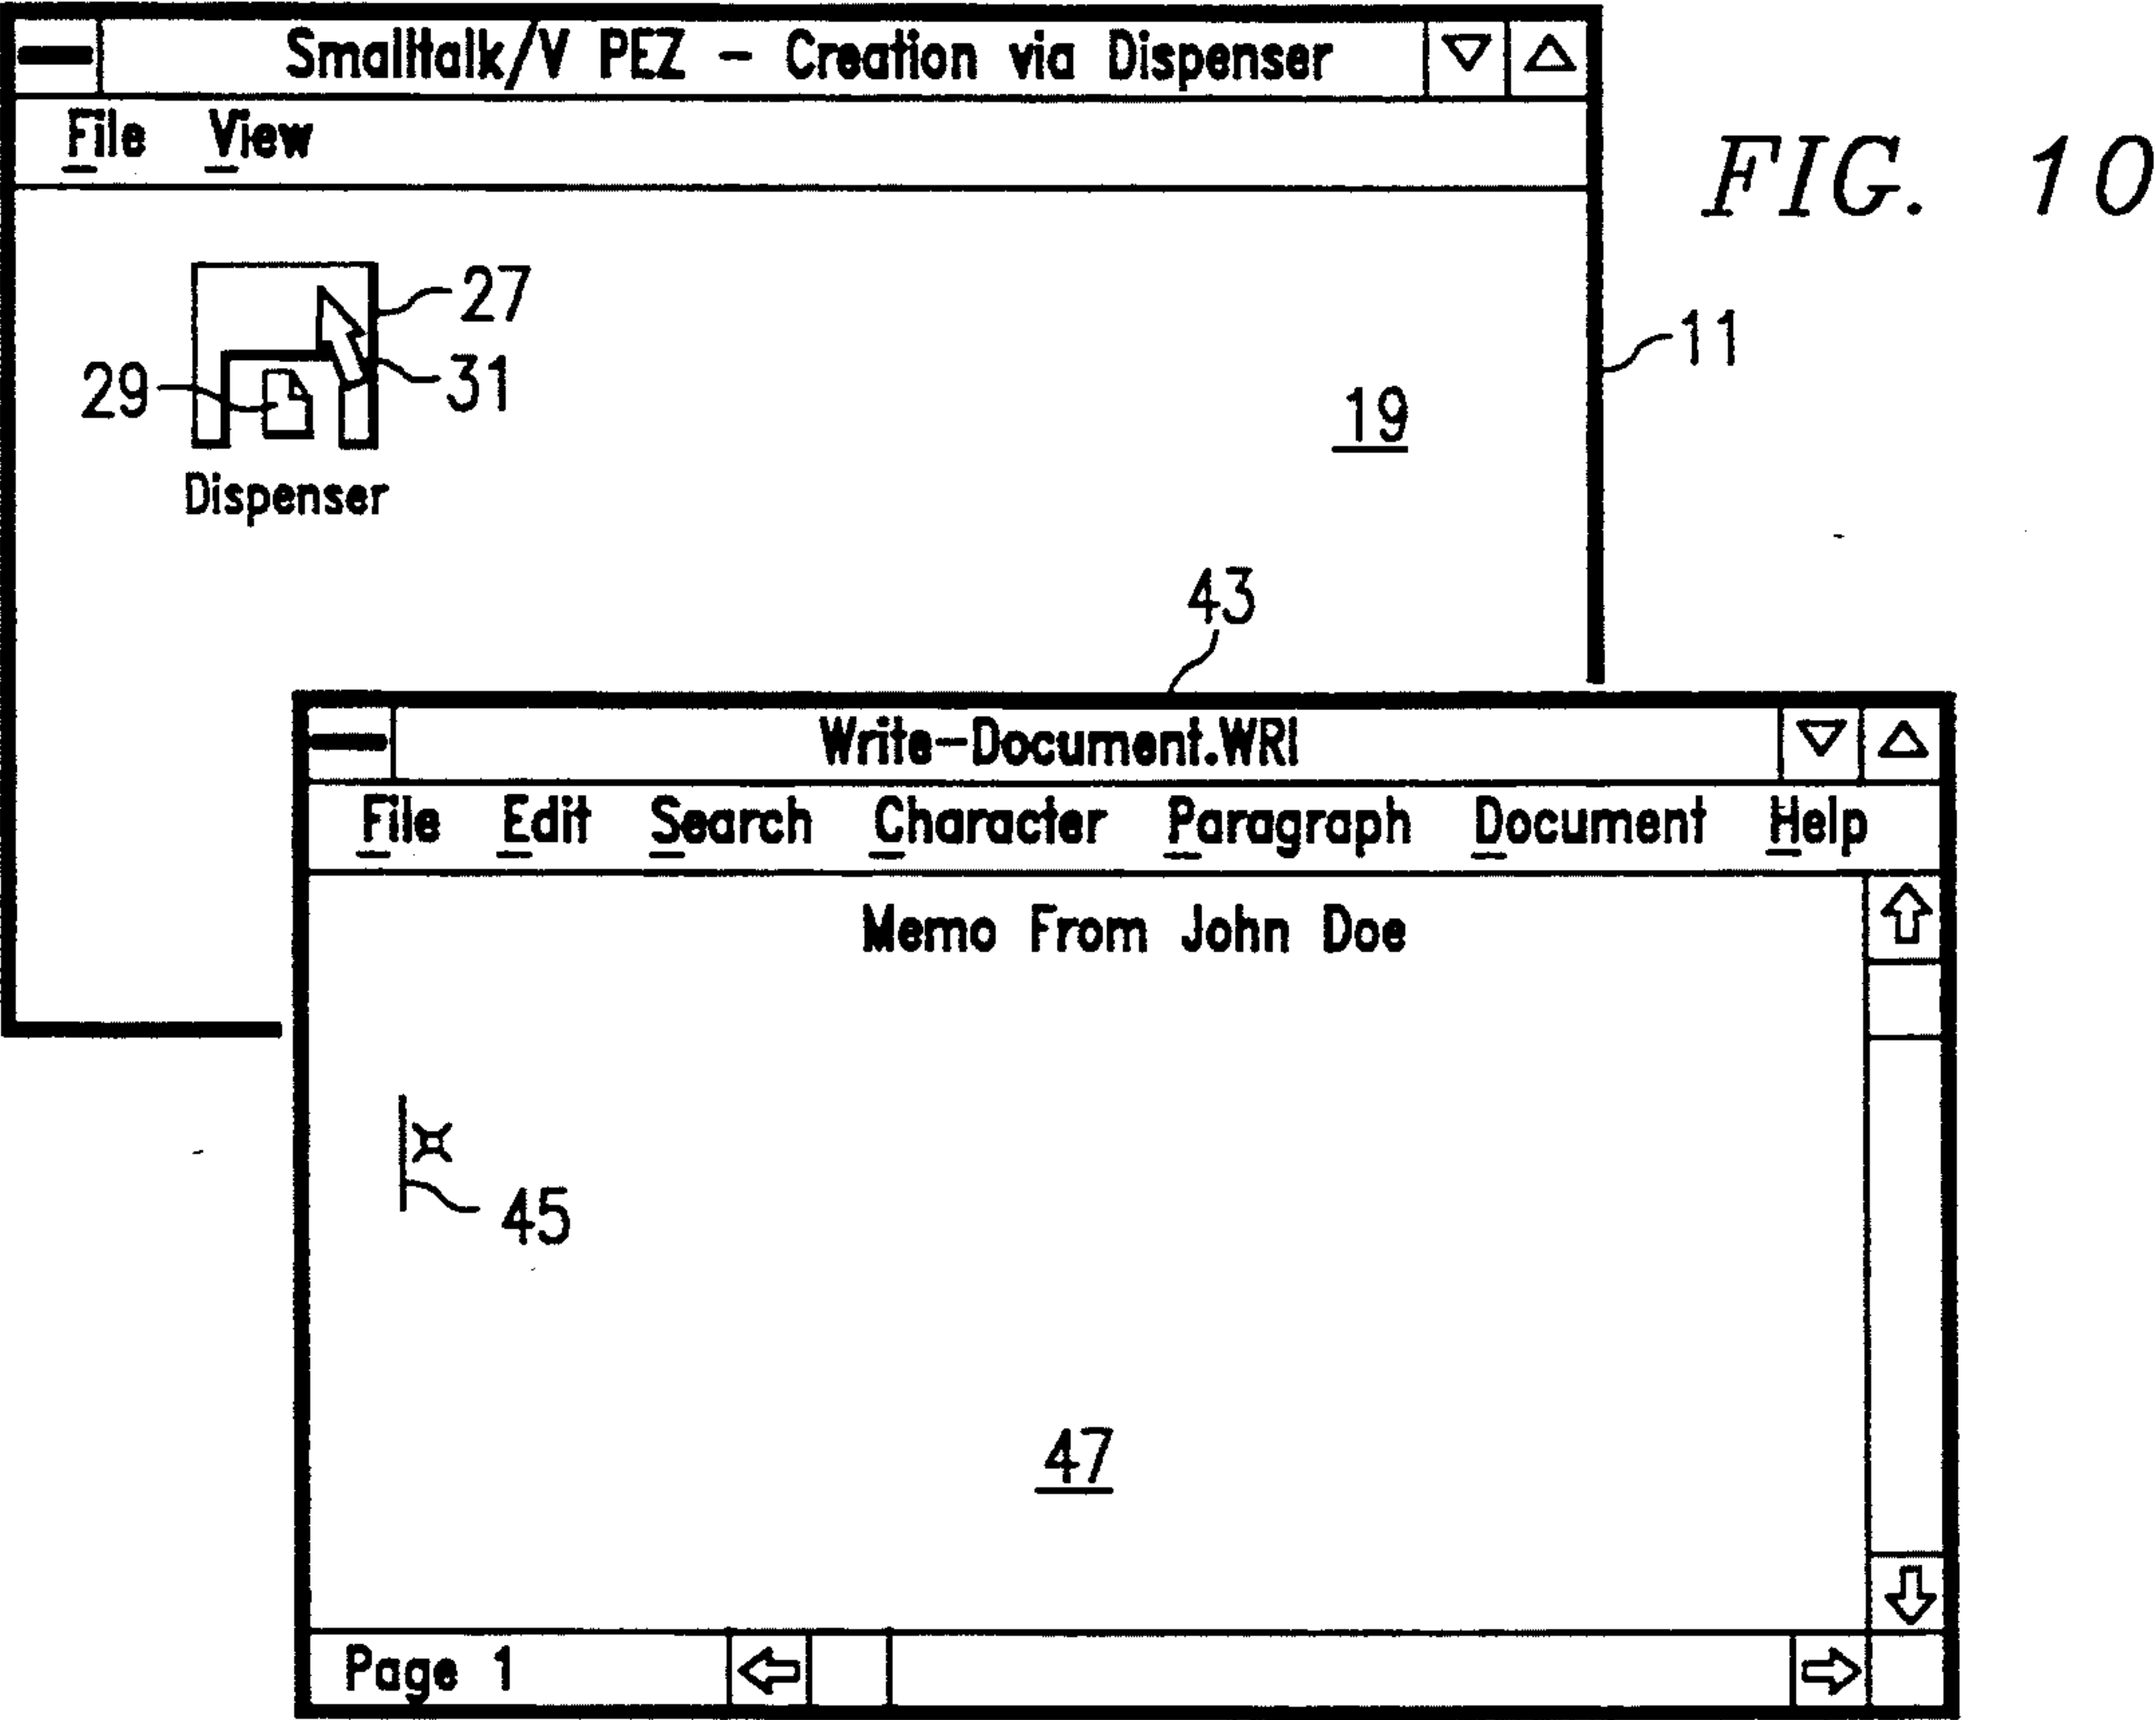 Smalltalk/V PEZ - Creation via Dispenser
File View
FIG. 10
27
31
29
11
19
Dispenser
43
Write-Document.WRI
File Edit Search Character Paragraph Document Help
Memo From John Doe
45
47
Page 1